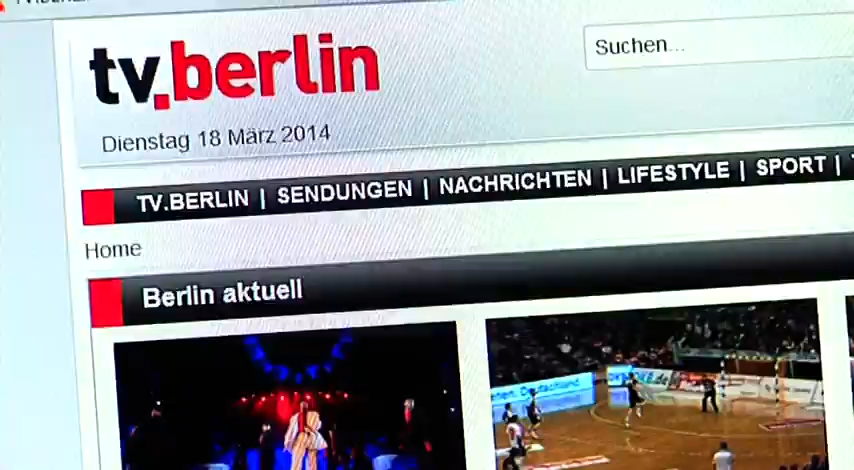 tv.berlin
Suchen...
Dienstag 18 März 2014
TV.BERLIN | SENDUNGEN | NACHRICHTEN | LIFESTYLE | SPORT |
Home
Berlin aktuell